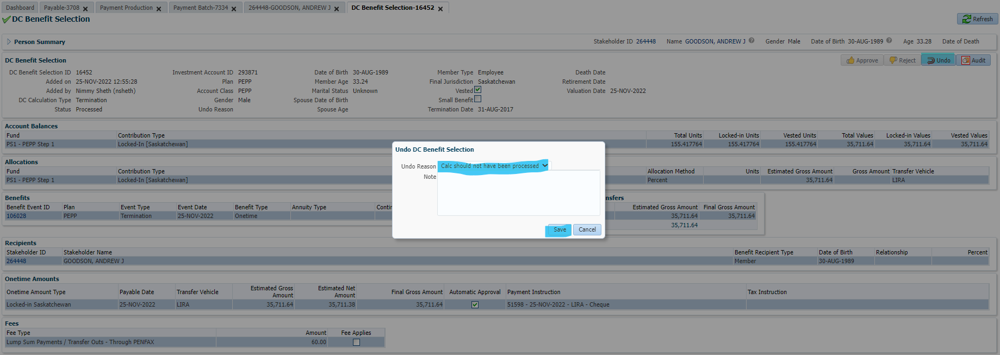 Dashboard Payable-3708 Payment Production Payment Batch-7334 264448-GOODSON, ANDREW J DC Benefit Selection-16452
DC Benefit Selection Refresh
Person Summary Stakeholder ID 264448 Name GOODSON, ANDREW J Gender Male Date of Birth 30-AUG-1989 Age 33.28 Date of Death
DC Benefit Selection Approve Reject Undo Audit
DC Benefit Selection ID 16452 Investment Account ID 293871 Date of Birth 30-AUG-1989 Member Type Employee Death Date
Added on 25-NOV-2022 12:55:28 Plan PEPP Member Age 33.24 Final Jurisdiction Saskatchewan Retirement Date
Added by Nimmy Sheth (nsheth) Account Class PEPP Marital Status Unknown Vested Valuation Date 25-NOV-2022
DC Calculation Type Termination Gender Male Spouse Date of Birth Small Benefit
Status Processed Undo Reason Spouse Age Termination Date 31-AUG-2017
Account Balances
Fund Contribution Type Total Units Locked-in Units Vested Units Total Values Locked-in Values Vested Values
PS1 - PEPP Step 1 Locked-In [Saskatchewan] 155.417764 155.417764 155.417764 35,711.64 35,711.64 35,711.64
Allocations
Fund Contribution Type Allocation Method Units Estimated Gross Amount Gross Amount Transfer Vehicle
PS1 - PEPP Step 1 Locked-In [Saskatchewan] Percent 35,711.64 LIRA
Undo DC Benefit Selection
Undo Reason Calc should not have been processed
Note
Save Cancel
Benefits nsfers
Benefit Event ID Plan Event Type Event Date Benefit Type Annuity Type Contin Estimated Gross Amount Final Gross Amount
106028 PEPP Termination 25-NOV-2022 Onetime 35,711.64 35,711.64
35,711.64
Recipients
Stakeholder ID Stakeholder Name Benefit Recipient Type Date of Birth Relationship Percent
264448 GOODSON, ANDREW J Member 30-AUG-1989
Onetime Amounts
Onetime Amount Type Payable Date Transfer Vehicle Estimated Gross Amount Estimated Net Amount Final Gross Amount Automatic Approval Payment Instruction Tax Instruction
Locked-in Saskatchewan 25-NOV-2022 LIRA 35,711.64 35,711.38 35,711.64 51598 - 25-NOV-2022 - LIRA - Cheque
Fees
Fee Type Amount Fee Applies
Lump Sum Payments / Transfer Outs - Through PENFAX 60.00